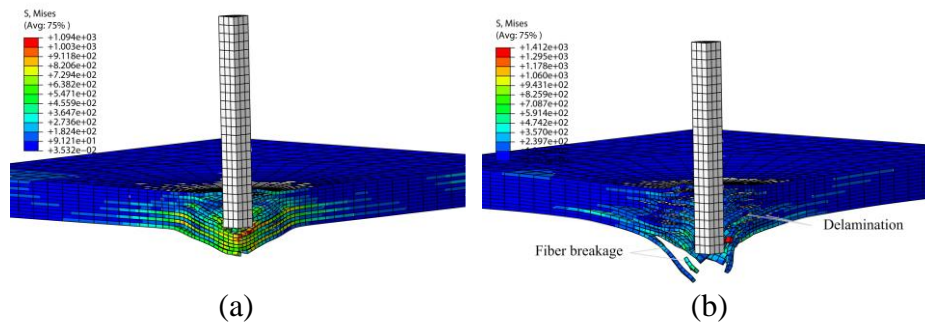 S, Mises
(Avg: 75%)
+1.094e+03
+1.003e+03
+9.118e+02
+8.206e+02
+7.294e+02
+6.382e+02
+5.471e+02
+4.559e+02
+3.647e+02
+2.736e+02
+1.824e+02
+9.121e+01
+3.532e-02
S, Mises
(Avg: 75%)
+1.412e+03
+1.295e+03
+1.178e+03
+1.060e+03
+9.431e+02
+8.259e+02
+7.087e+02
+5.914e+02
+4.742e+02
+3.570e+02
+2.397e+02
Delamination
Fiber breakage
(a)
(b)